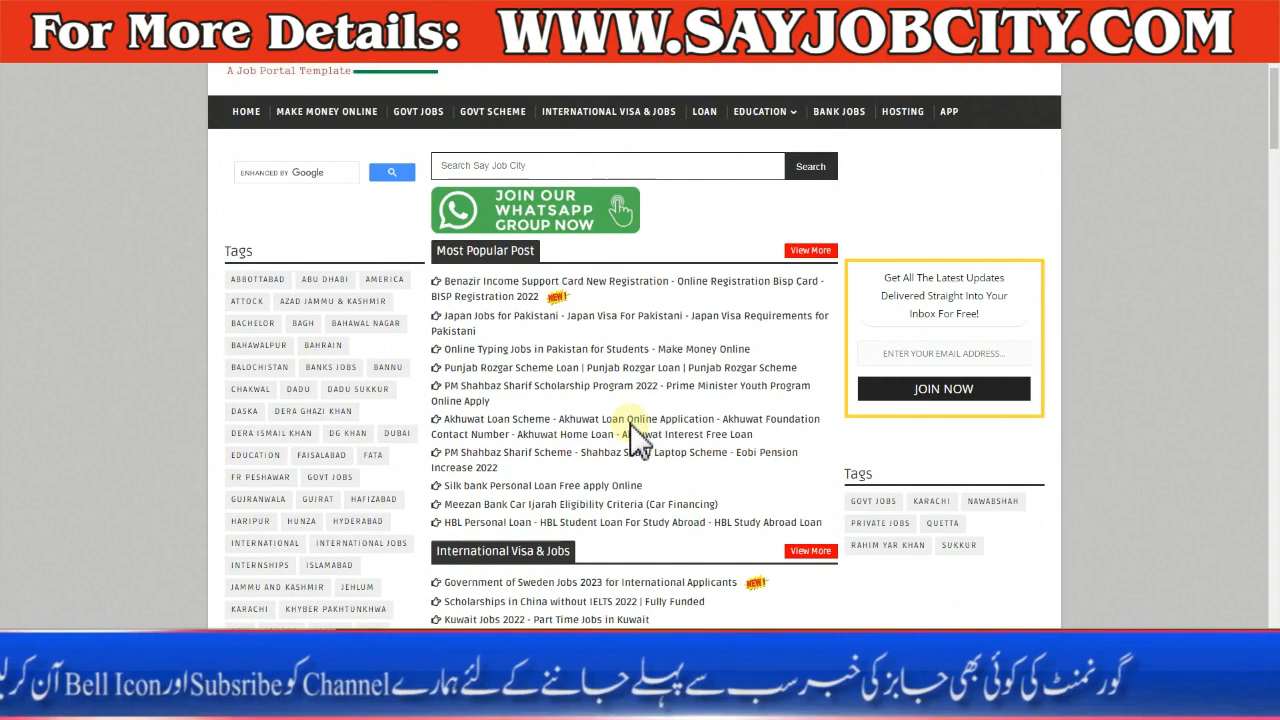 For More Details: WWW.SAYJOBCITY.COM
A Job Portal Template
HOME MAKE MONEY ONLINE GOVT JOBS GOVT SCHEME INTERNATIONAL VISA & JOBS LOAN EDUCATION BANK JOBS HOSTING APP
ENHANCED BY Google
Search Say Job City
Search
JOIN OUR
WHATSAPP
GROUP NOW
Tags
ABBOTTABAD ABU DHABI AMERICA
ATTOCK AZAD JAMMU & KASHMIR
BACHELOR BAGH BAHAWAL NAGAR
BAHAWALPUR BAHRAIN
BALOCHISTAN BANKS JOBS BANNU
CHAKWAL DADU DADU SUKKUR
DASKA DERA GHAZI KHAN
DERA ISMAIL KHAN DG KHAN DUBAI
EDUCATION FAISALABAD FATA
FR PESHAWAR GOVT JOBS
GUJRANWALA GUJRAT HAFIZABAD
HARIPUR HUNZA HYDERABAD
INTERNATIONAL INTERNATIONAL JOBS
INTERNSHIPS ISLAMABAD
JAMMU AND KASHMIR JEHLUM
KARACHI KHYBER PAKHTUNKHWA
Most Popular Post View More
Benazir Income Support Card New Registration - Online Registration Bisp Card -
BISP Registration 2022 NEW!
Japan Jobs for Pakistani - Japan Visa For Pakistani - Japan Visa Requirements for
Pakistani
Online Typing Jobs in Pakistan for Students - Make Money Online
Punjab Rozgar Scheme Loan | Punjab Rozgar Loan | Punjab Rozgar Scheme
PM Shahbaz Sharif Scholarship Program 2022 - Prime Minister Youth Program
Online Apply
Akhuwat Loan Scheme - Akhuwat Loan Online Application - Akhuwat Foundation
Contact Number - Akhuwat Home Loan - Akhuwat Interest Free Loan
PM Shahbaz Sharif Scheme - Shahbaz Sharif Laptop Scheme - Eobi Pension
Increase 2022
Silk bank Personal Loan Free apply Online
Meezan Bank Car Ijarah Eligibility Criteria (Car Financing)
HBL Personal Loan - HBL Student Loan For Study Abroad - HBL Study Abroad Loan
International Visa & Jobs View More
Government of Sweden Jobs 2023 for International Applicants NEW!
Scholarships in China without IELTS 2022 | Fully Funded
Kuwait Jobs 2022 - Part Time Jobs in Kuwait
Get All The Latest Updates
Delivered Straight Into Your
Inbox For Free!
ENTER YOUR EMAIL ADDRESS...
JOIN NOW
Tags
GOVT JOBS KARACHI NAWABSHAH
PRIVATE JOBS QUETTA
RAHIM YAR KHAN SUKKUR
گورنمنٹ کی کوئی بھی جابز کی خبر سب سے پہلے جاننے کے لئے ہمارے Channel کو Subsribe اور Bell Icon آن کر